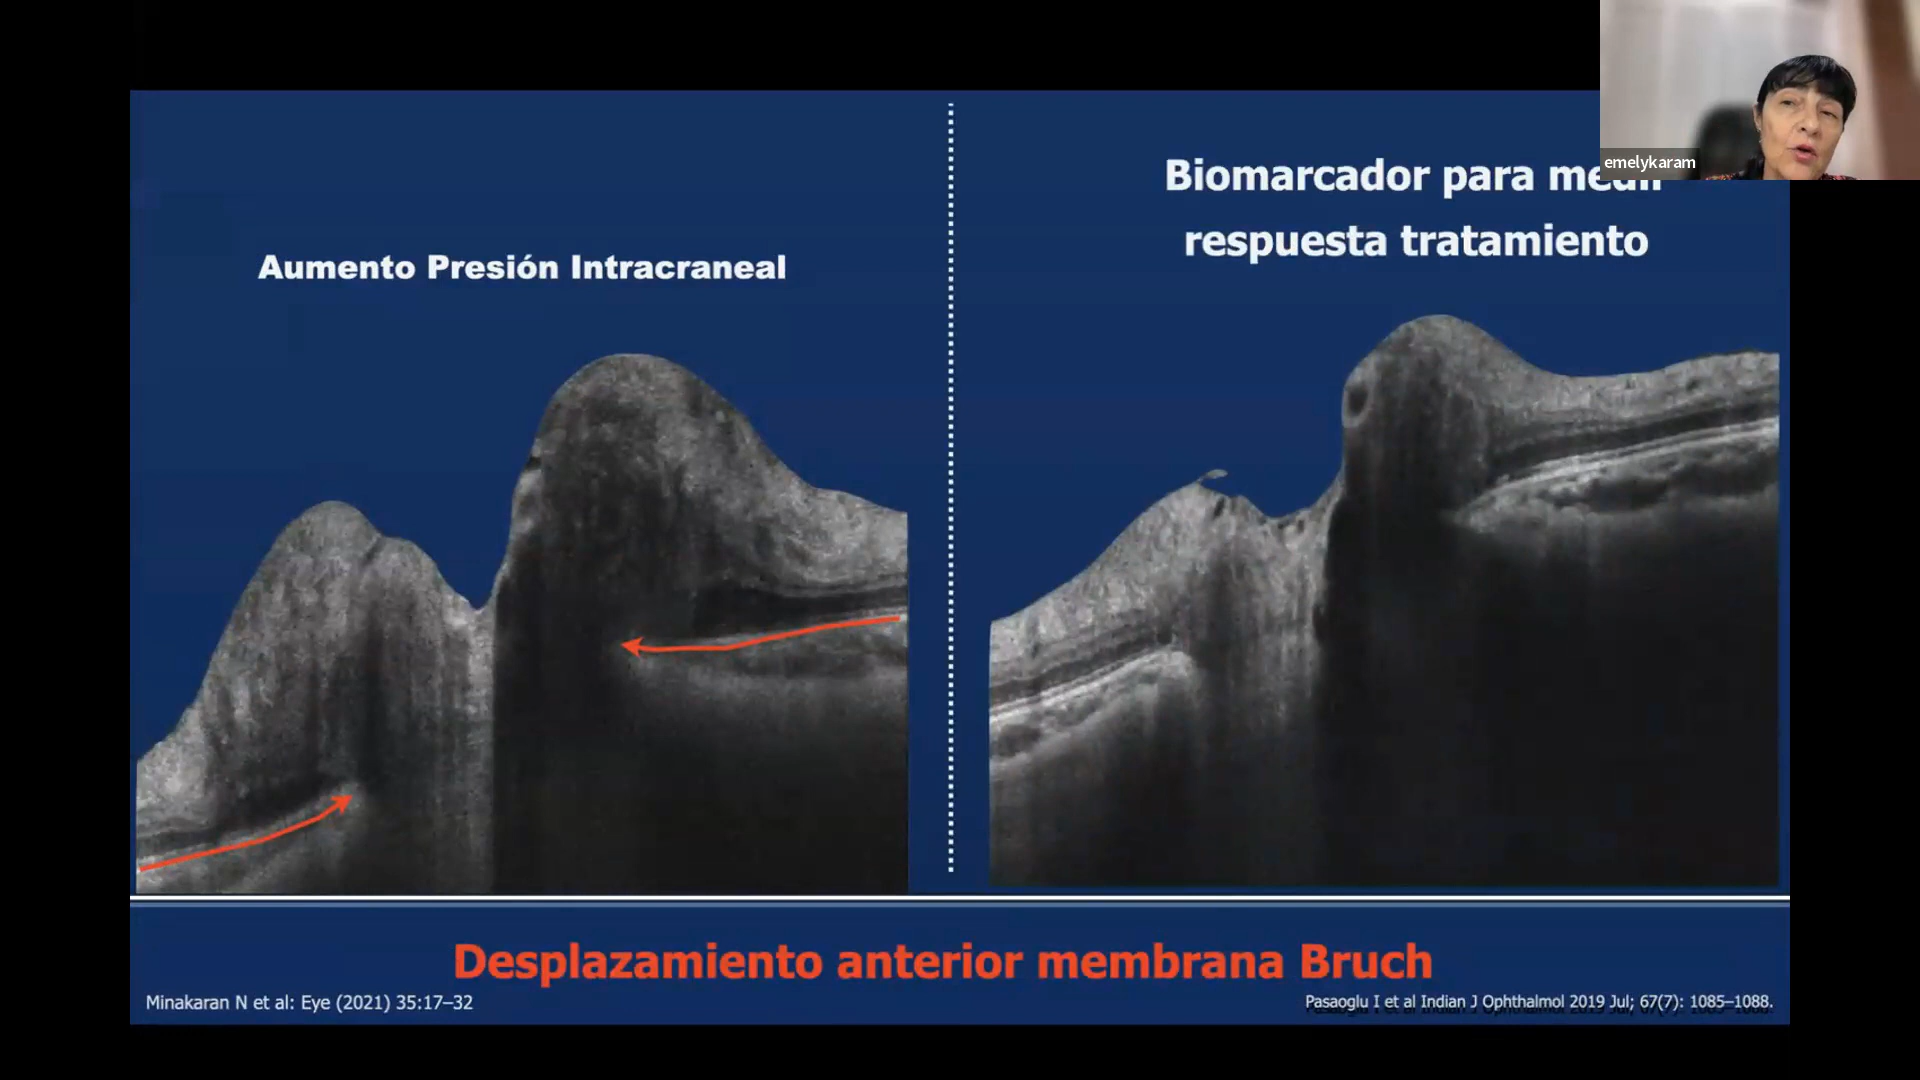 emelykaram
Aumento Presión Intracraneal
Biomarcador para medir
respuesta tratamiento
Desplazamiento anterior membrana Bruch
Minakaran N et al: Eye (2021) 35:17–32
Pasaoglu I et al Indian J Ophthalmol 2019 Jul; 67(7): 1085–1088.